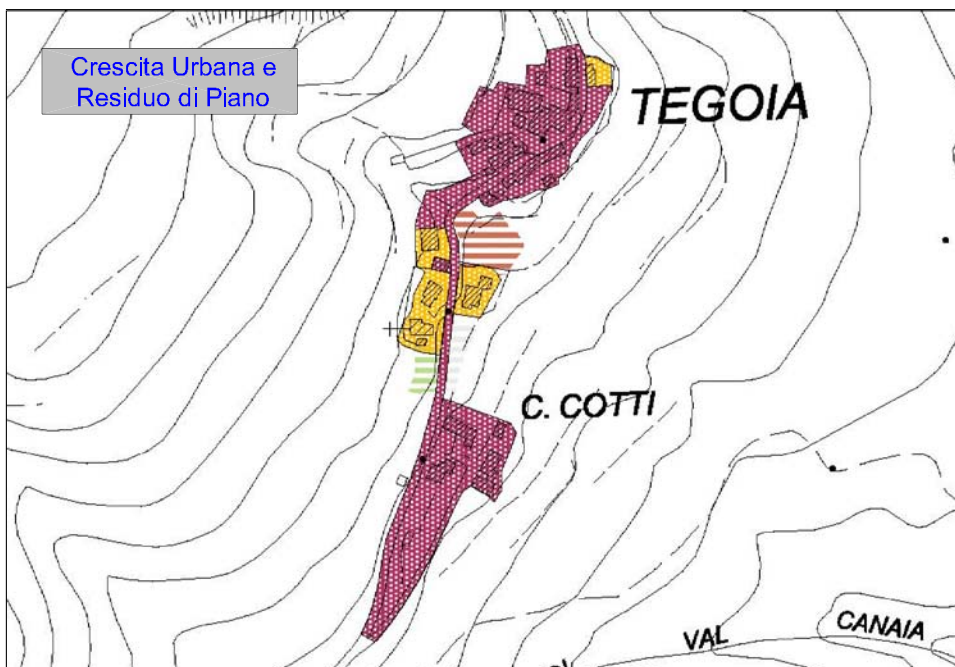 Crescita Urbana e
Residuo di Piano
TEGOIA
C. COTTI
VAL
CANAIA